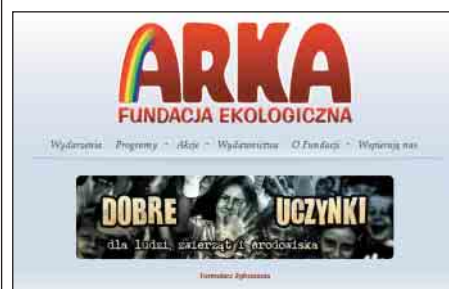 ARKA
FUNDACJA EKOLOGICZNA
Wydarzenia Programy Akcje Wydawnictwa O Fundacji Wspierają nas
DOBRE UCZYNKI
dla ludzi, zwierząt i środowiska
Formularz Zgłoszenia